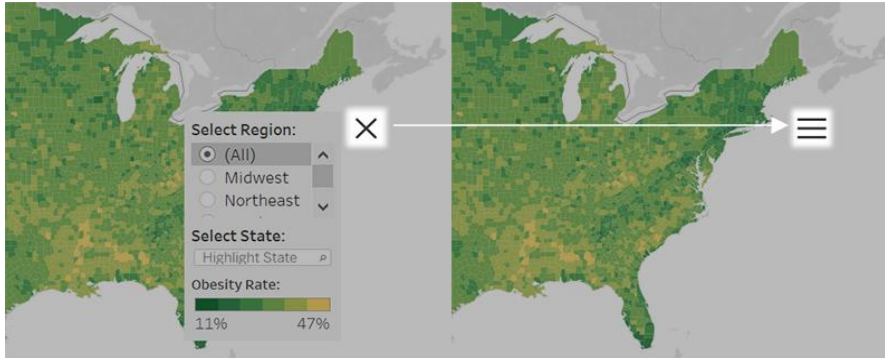 Select Region:
(All)
Midwest
Northeast
Select State:
Highlight State
Obesity Rate:
11% 47%